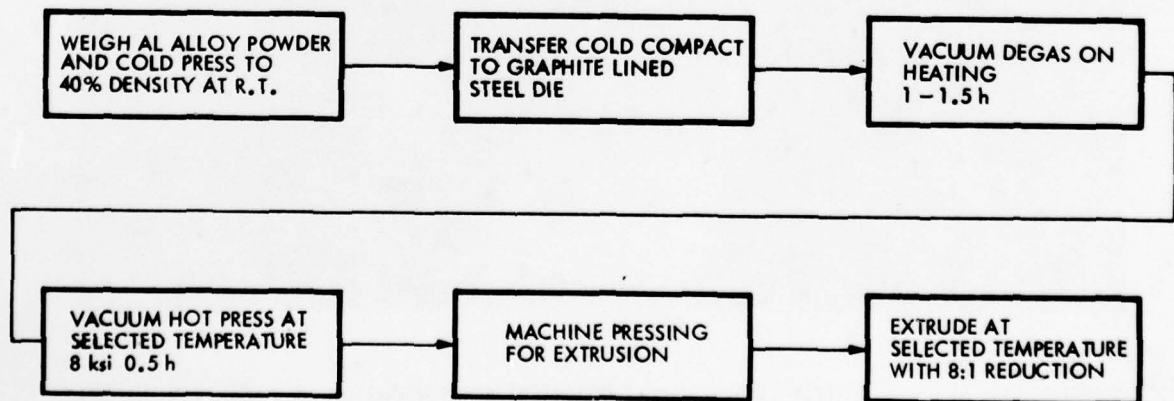 WEIGH AL ALLOY POWDER
AND COLD PRESS TO
40% DENSITY AT R.T.
TRANSFER COLD COMPACT
TO GRAPHITE LINED
STEEL DIE
VACUUM DEGAS ON
HEATING
1 – 1.5 h
VACUUM HOT PRESS AT
SELECTED TEMPERATURE
8 ksi 0.5 h
MACHINE PRESSING
FOR EXTRUSION
EXTRUDE AT
SELECTED TEMPERATURE
WITH 8:1 REDUCTION